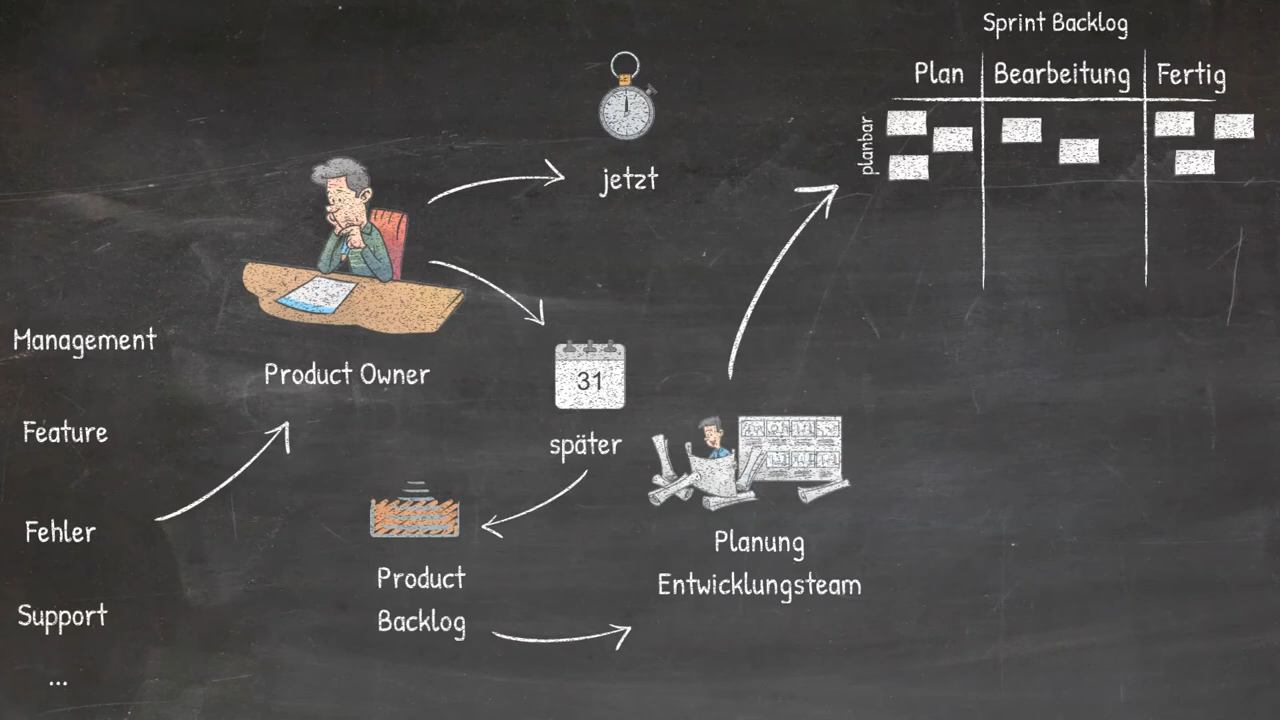 Sprint Backlog
Plan Bearbeitung Fertig
planbar
jetzt
Management
Feature
Fehler
Support
...
Product Owner
31
später
Product
Backlog
Planung
Entwicklungsteam